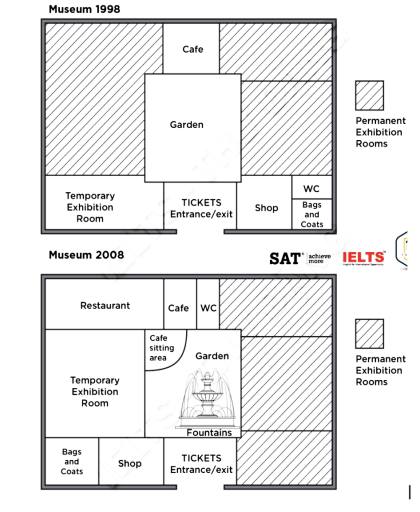 Museum 1998
Cafe
Garden
Permanent
Exhibition
Rooms
Temporary
Exhibition
Room
TICKETS
Entrance/exit
Shop
WC
Bags
and
Coats
Museum 2008
SAT achieve
more
IELTS
Restaurant
Cafe
WC
Cafe
sitting
area
Garden
Permanent
Exhibition
Rooms
Temporary
Exhibition
Room
Fountains
Bags
and
Coats
Shop
TICKETS
Entrance/exit